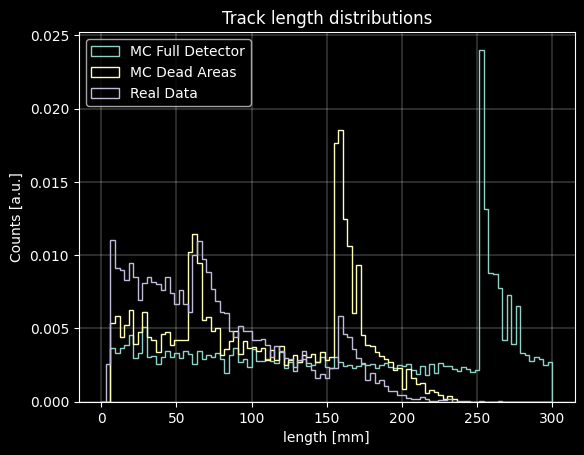 Track length distributions
0.025
0.020
0.015
0.010
0.005
0.000
Counts [a.u.]
MC Full Detector
MC Dead Areas
Real Data
0 50 100 150 200 250 300
length [mm]